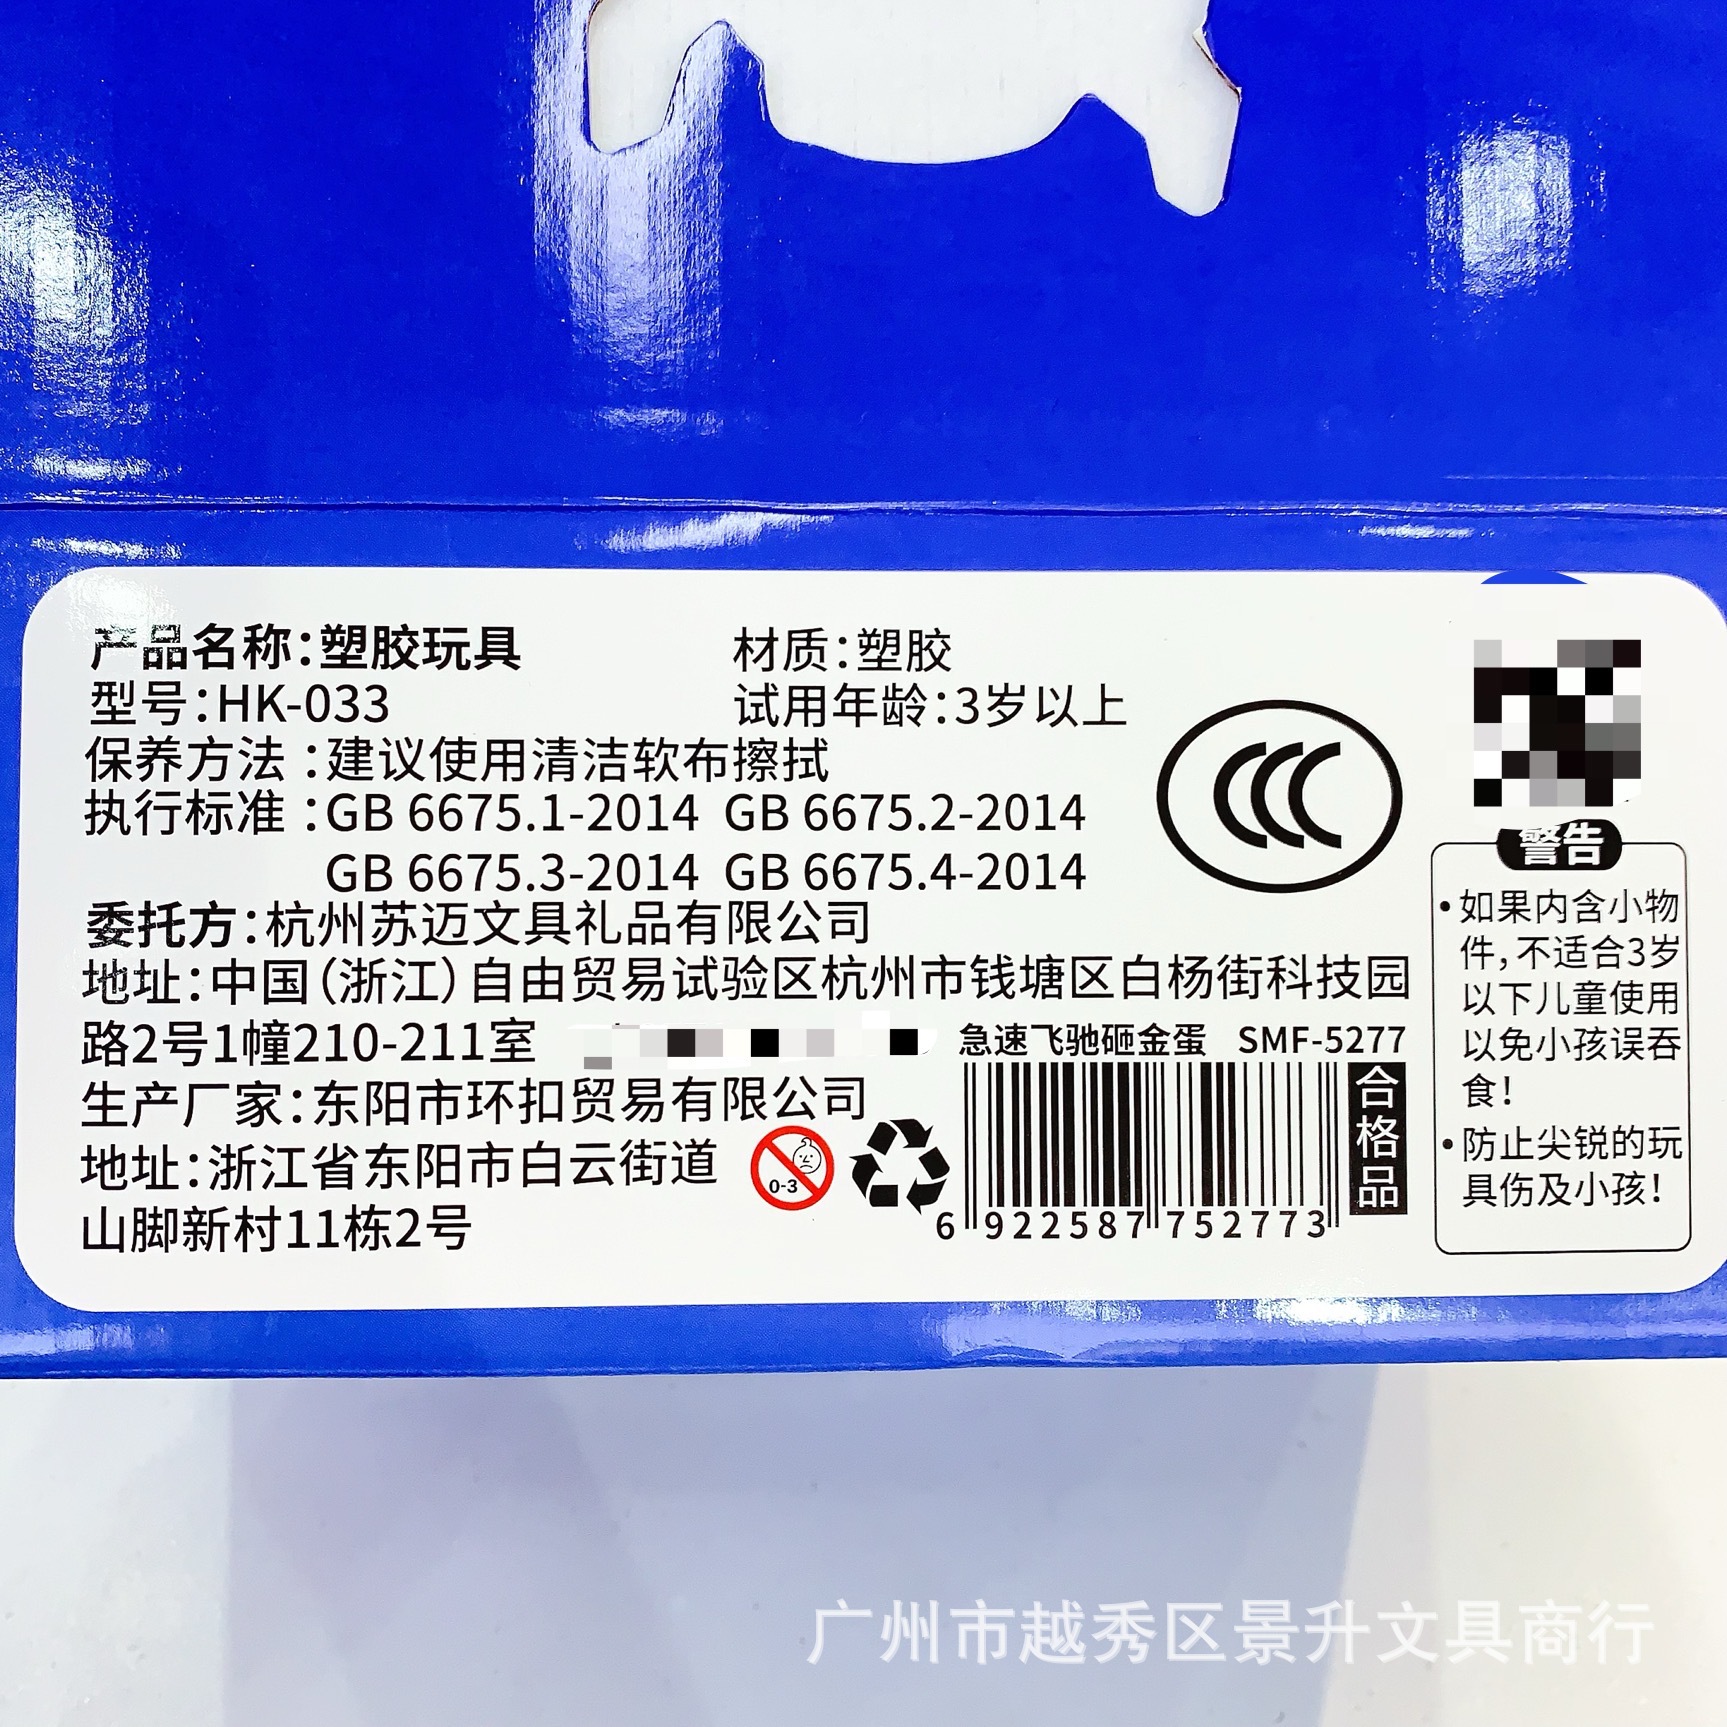 产品名称：塑胶玩具 材质：塑胶
型号：HK-033 试用年龄：3岁以上
保养方法：建议使用清洁软布擦拭
执行标准：GB 6675.1-2014 GB 6675.2-2014
GB 6675.3-2014 GB 6675.4-2014
委托方：杭州苏迈文具礼品有限公司
地址：中国（浙江）自由贸易试验区杭州市钱塘区白杨街科技园
路2号1幢210-211室
生产厂家：东阳市环扣贸易有限公司
地址：浙江省东阳市白云街道
山脚新村11栋2号
0-3
急速飞驰砸金蛋 SMF-5277
6 922587 752773
合格品
CCC
警告
•如果内含小物
件，不适合3岁
以下儿童使用
以免小孩误吞
食！
•防止尖锐的玩
具伤及小孩！
广州市越秀区景升文具商行